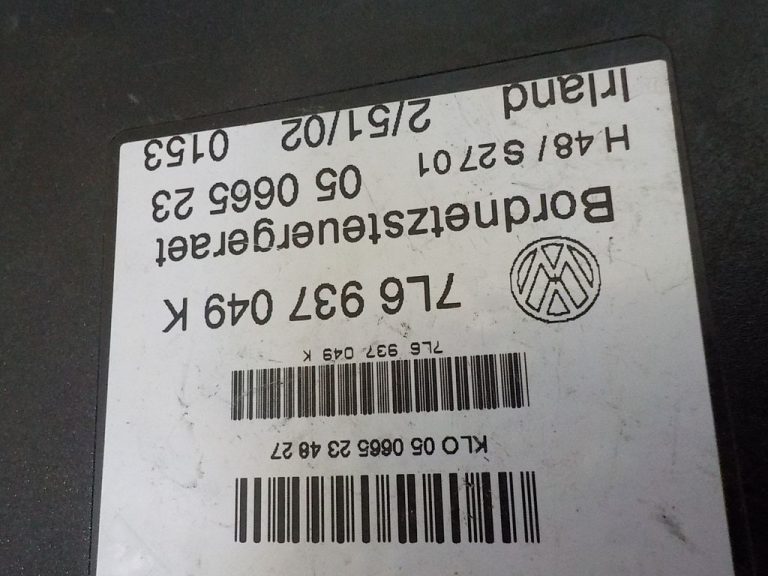 KLO 05 0665 23 48 27
7L6 937 049 K
7L6 937 049 K
Bordnetzsteuergeraet
H 48 / S 27 01 05 0665 23
Irland 2/51/02 0153